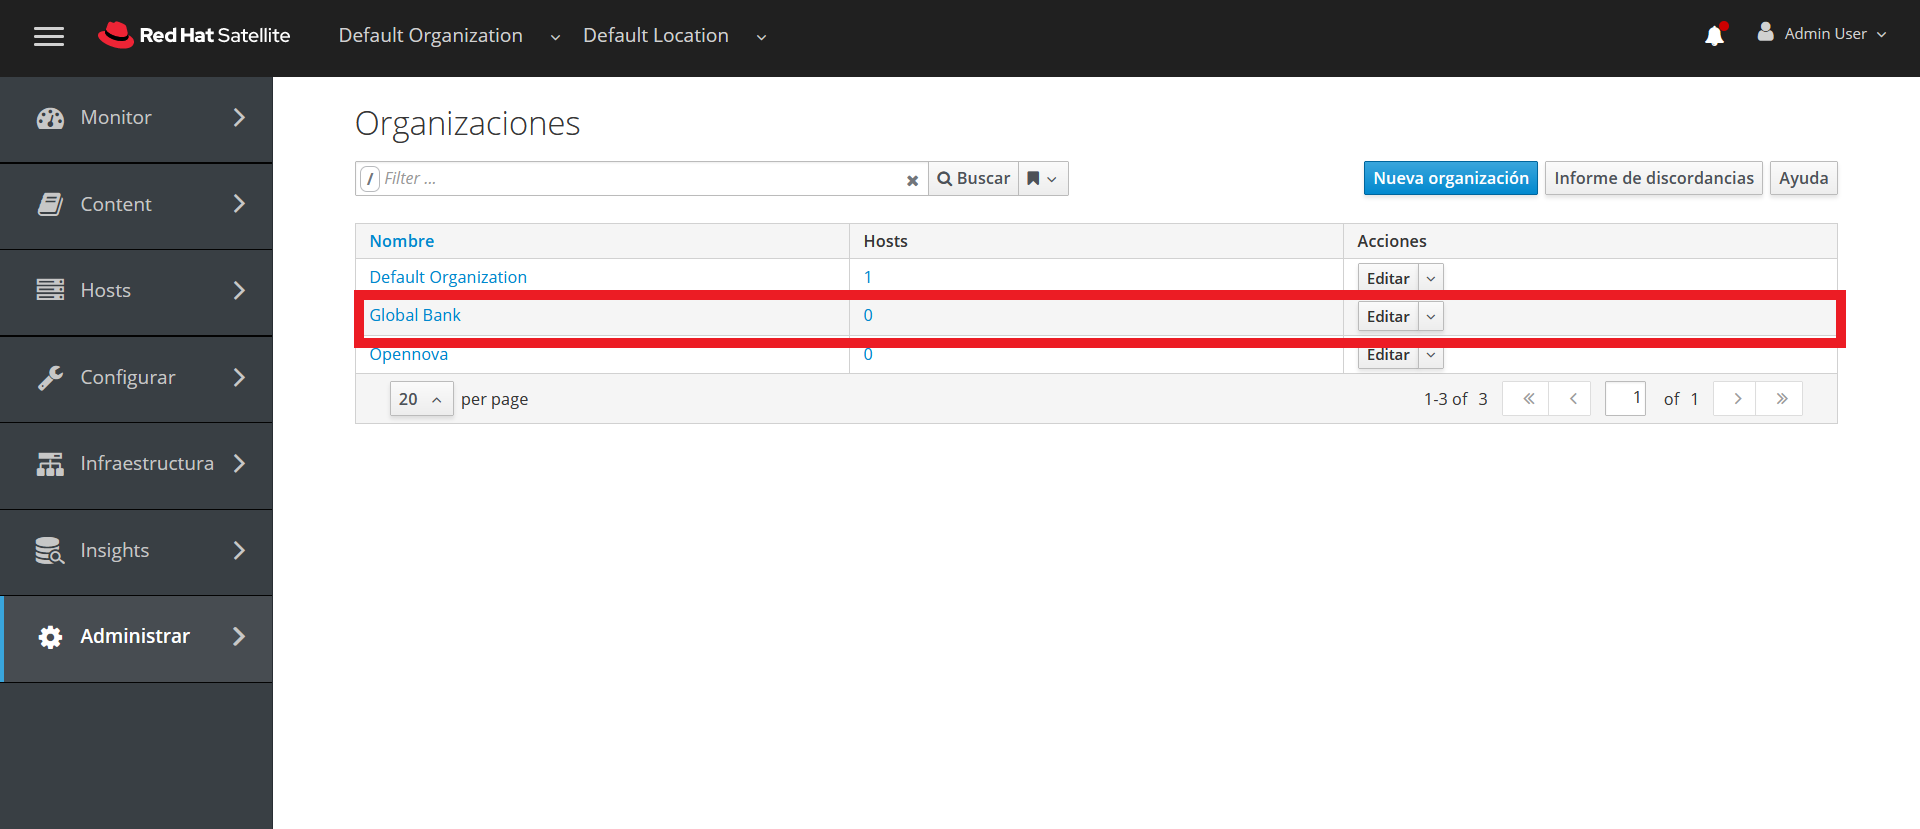 Red Hat Satellite Default Organization Default Location Admin User
Monitor
Content
Hosts
Configurar
Infraestructura
Insights
Administrar
Organizaciones
/ Filter ... Buscar Nueva organización Informe de discordancias Ayuda
Nombre Hosts Acciones
Default Organization 1 Editar
Global Bank 0 Editar
Opennova 0 Editar
20 per page 1-3 of 3 1 of 1